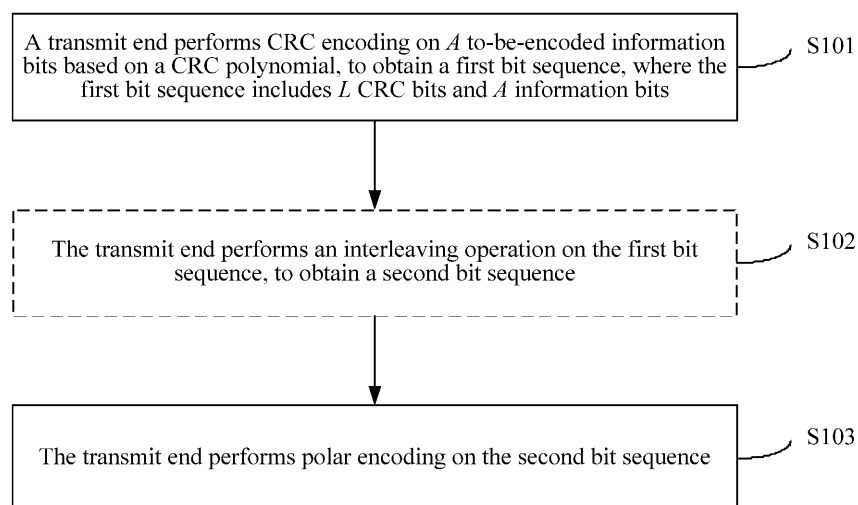 A transmit end performs CRC encoding on A to-be-encoded information
bits based on a CRC polynomial, to obtain a first bit sequence, where the
first bit sequence includes L CRC bits and A information bits
S101
The transmit end performs an interleaving operation on the first bit
sequence, to obtain a second bit sequence
S102
The transmit end performs polar encoding on the second bit sequence
S103